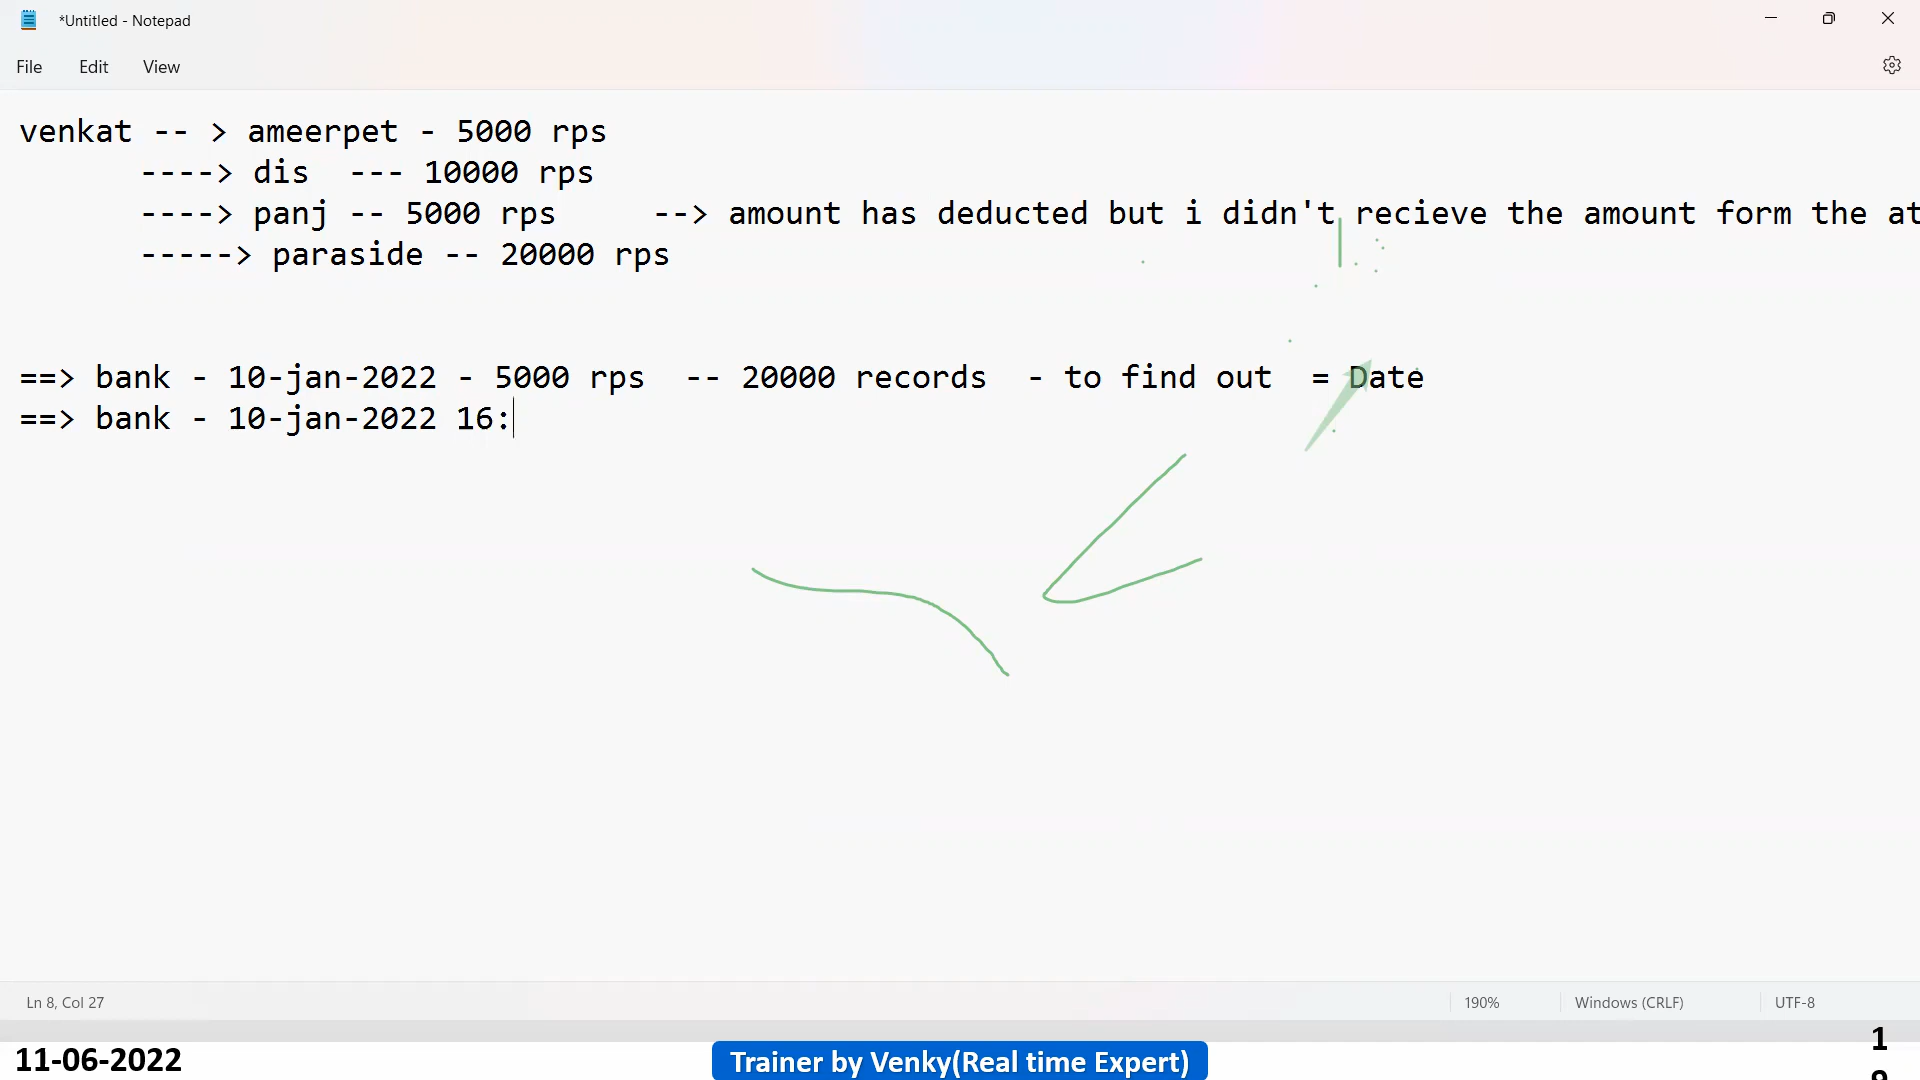 *Untitled - Notepad
File Edit View
venkat -- > ameerpet - 5000 rps
----> dis --- 10000 rps
----> panj -- 5000 rps --> amount has deducted but i didn't recieve the amount form the at
-----> paraside -- 20000 rps
==> bank - 10-jan-2022 - 5000 rps -- 20000 records - to find out = Date
==> bank - 10-jan-2022 16:
Ln 8, Col 27 190% Windows (CRLF) UTF-8
11-06-2022 Trainer by Venky(Real time Expert) 1